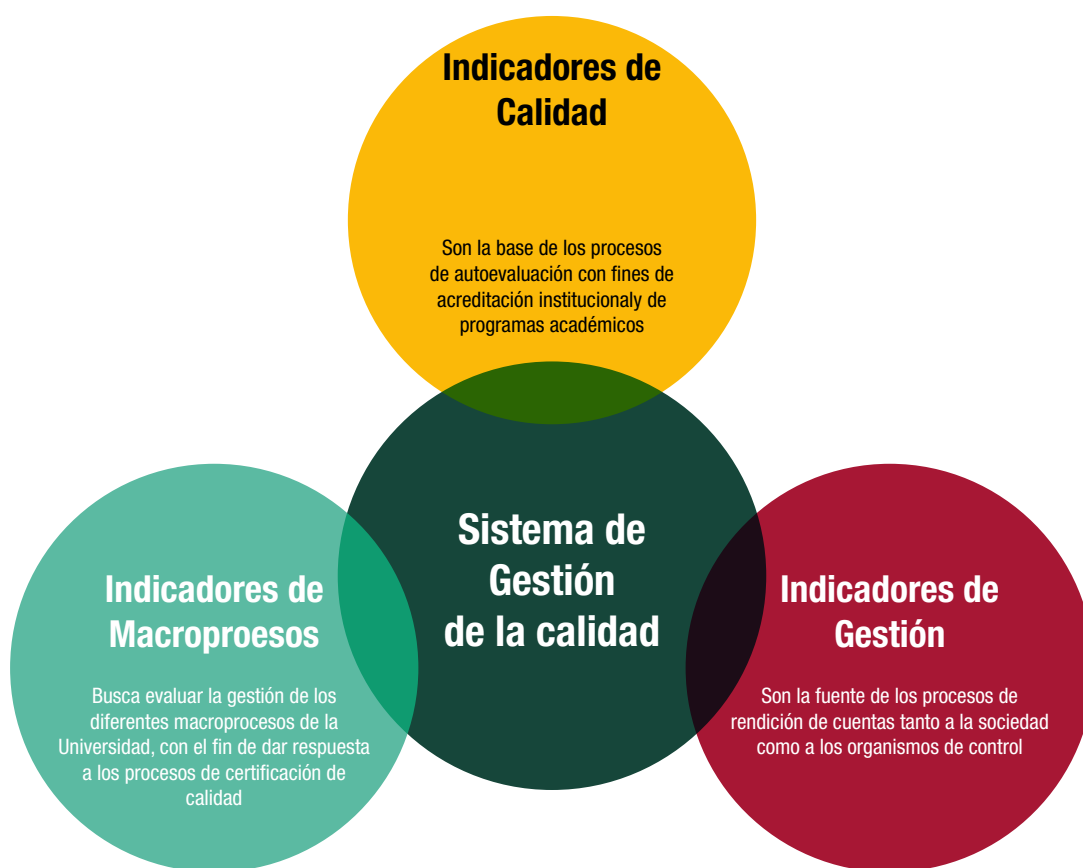 Indicadores de
Calidad
Son la base de los procesos
de autoevaluación con fines de
acreditación institucionaly de
programas académicos
Sistema de
Gestión
de la calidad
Indicadores de
Macroproesos
Busca evaluar la gestión de los
diferentes macroprocesos de la
Universidad, con el fin de dar respuesta
a los procesos de certificación de
calidad
Indicadores de
Gestión
Son la fuente de los procesos de
rendición de cuentas tanto a la sociedad
como a los organismos de control